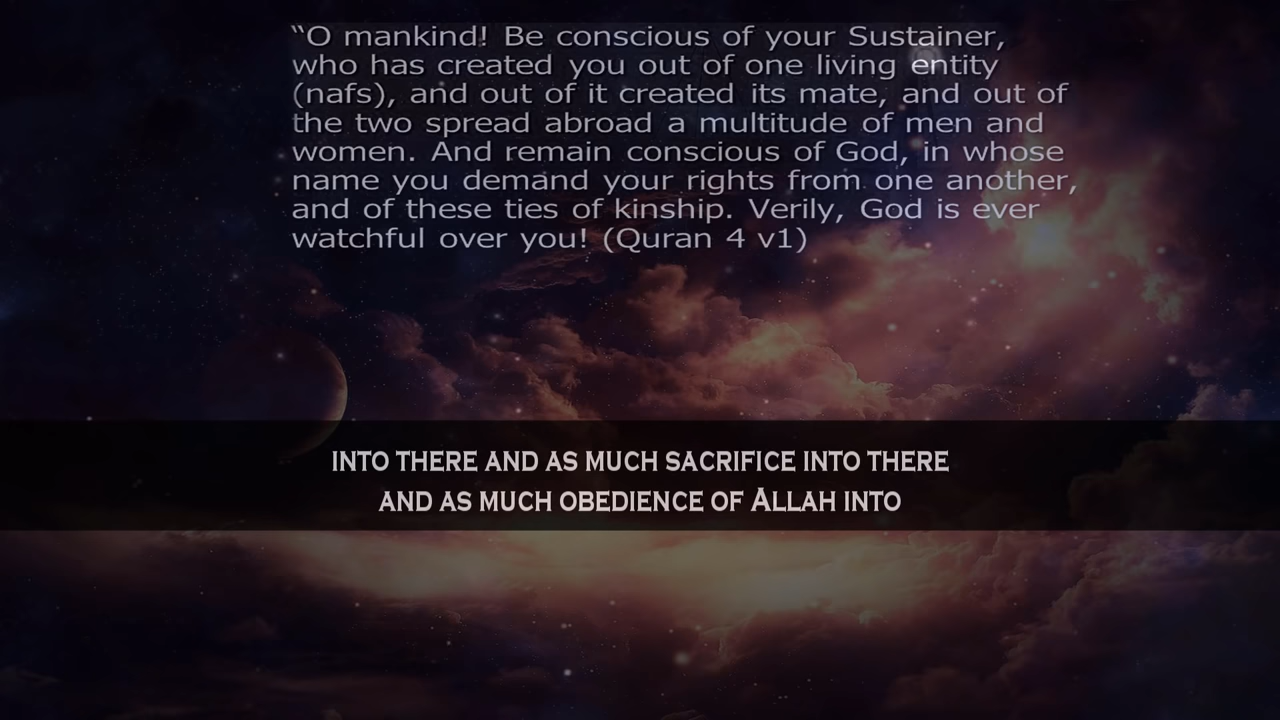 “O mankind! Be conscious of your Sustainer,
who has created you out of one living entity
(nafs), and out of it created its mate, and out of
the two spread abroad a multitude of men and
women. And remain conscious of God, in whose
name you demand your rights from one another,
and of these ties of kinship. Verily, God is ever
watchful over you! (Quran 4 v1)
INTO THERE AND AS MUCH SACRIFICE INTO THERE
AND AS MUCH OBEDIENCE OF ALLAH INTO